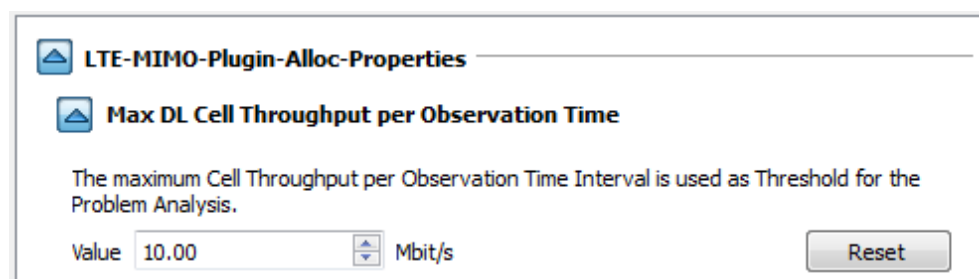 LTE-MIMO-Plugin-Alloc-Properties
Max DL Cell Throughput per Observation Time
The maximum Cell Throughput per Observation Time Interval is used as Threshold for the
Problem Analysis.
Value 10.00 Mbit/s Reset